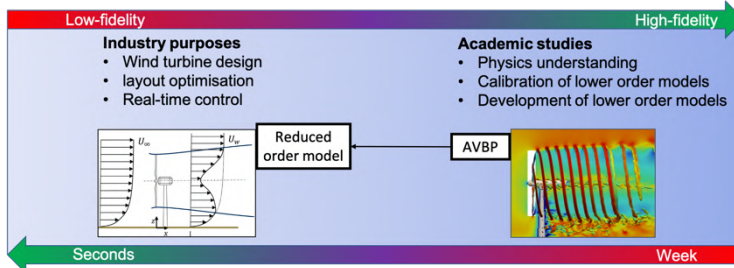 Low-fidelity
High-fidelity
Industry purposes
• Wind turbine design
• layout optimisation
• Real-time control
Academic studies
• Physics understanding
• Calibration of lower order models
• Development of lower order models
U∞
U_w
Reduced
order model
AVBP
z
x
Seconds
Week